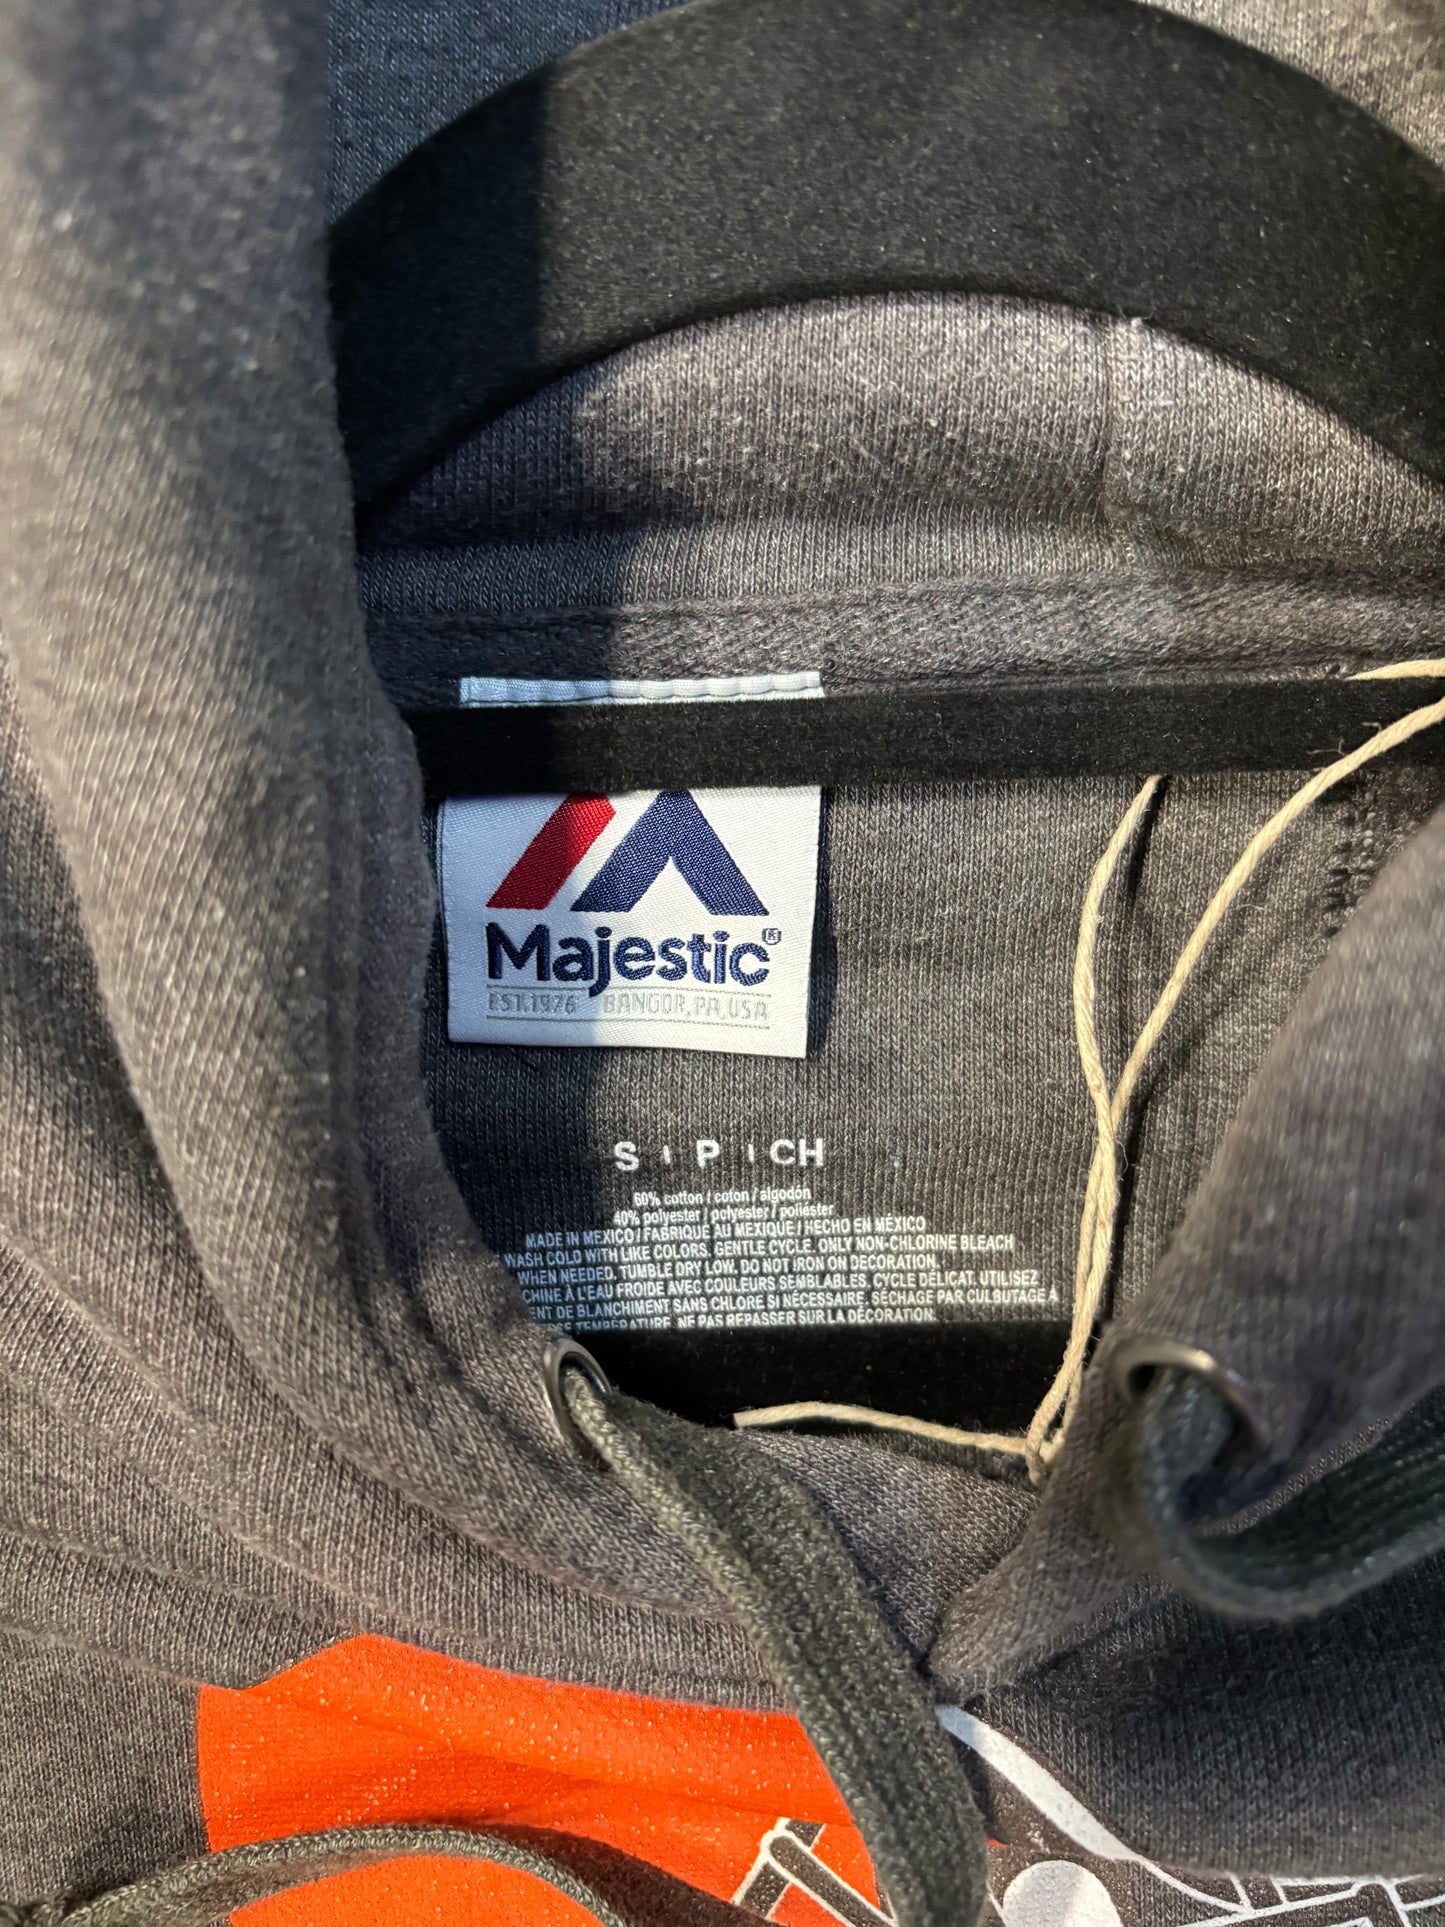 Majestic®
EST.1976 BANGOR, PA, USA
S | P | CH
60% cotton / coton / algodón
40% polyester / polyester / poliéster
MADE IN MEXICO / FABRIQUÉ AU MEXIQUE / HECHO EN MÉXICO
WASH COLD WITH LIKE COLORS. GENTLE CYCLE. ONLY NON-CHLORINE BLEACH
WHEN NEEDED. TUMBLE DRY LOW. DO NOT IRON ON DECORATION.
CHINE À L'EAU FROIDE AVEC COULEURS SEMBLABLES. CYCLE DÉLICAT. UTILISEZ
ENT DE BLANCHIMENT SANS CHLORE SI NÉCESSAIRE. SÉCHAGE PAR CULBUTAGE À
SSE TEMPÉRATURE. NE PAS REPASSER SUR LA DÉCORATION.